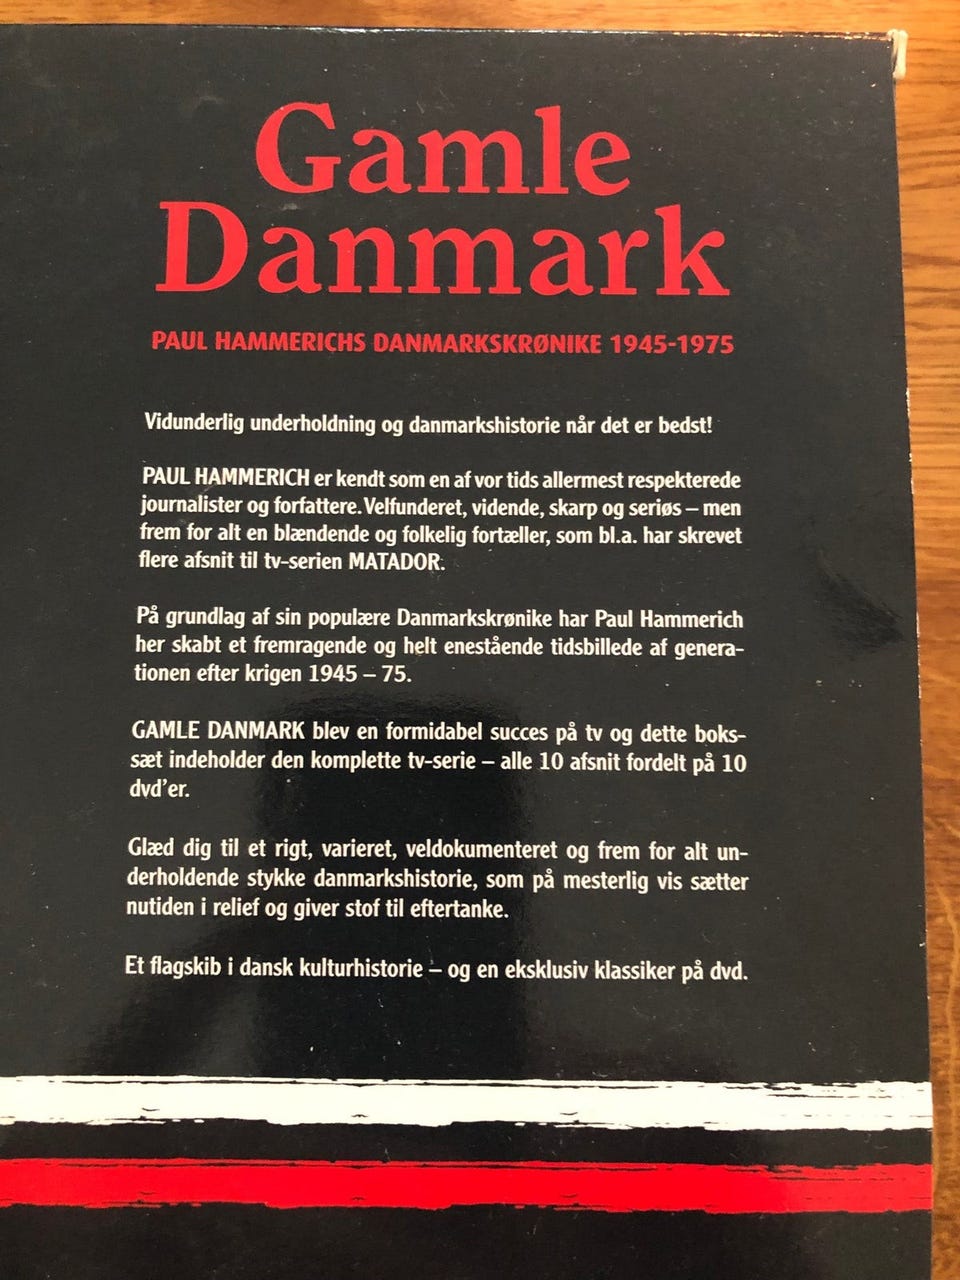 Gamle
Danmark
PAUL HAMMERICHS DANMARKSKRØNIKE 1945-1975
Vidunderlig underholdning og danmarkshistorie når det er bedst!
PAUL HAMMERICH er kendt som en af vor tids allermest respekterede
journalister og forfattere. Velfunderet, vidende, skarp og seriøs – men
frem for alt en blændende og folkelig fortæller, som bl.a. har skrevet
flere afsnit til tv-serien MATADOR.
På grundlag af sin populære Danmarkskrønike har Paul Hammerich
her skabt et fremragende og helt enestående tidsbillede af genera-
tionen efter krigen 1945 – 75.
GAMLE DANMARK blev en formidabel succes på tv og dette boks-
sæt indeholder den komplette tv-serie – alle 10 afsnit fordelt på 10
dvd'er.
Glæd dig til et rigt, varieret, veldokumenteret og frem for alt un-
derholdende stykke danmarkshistorie, som på mesterlig vis sætter
nutiden i relief og giver stof til eftertanke.
Et flagskib i dansk kulturhistorie – og en eksklusiv klassiker på dvd.